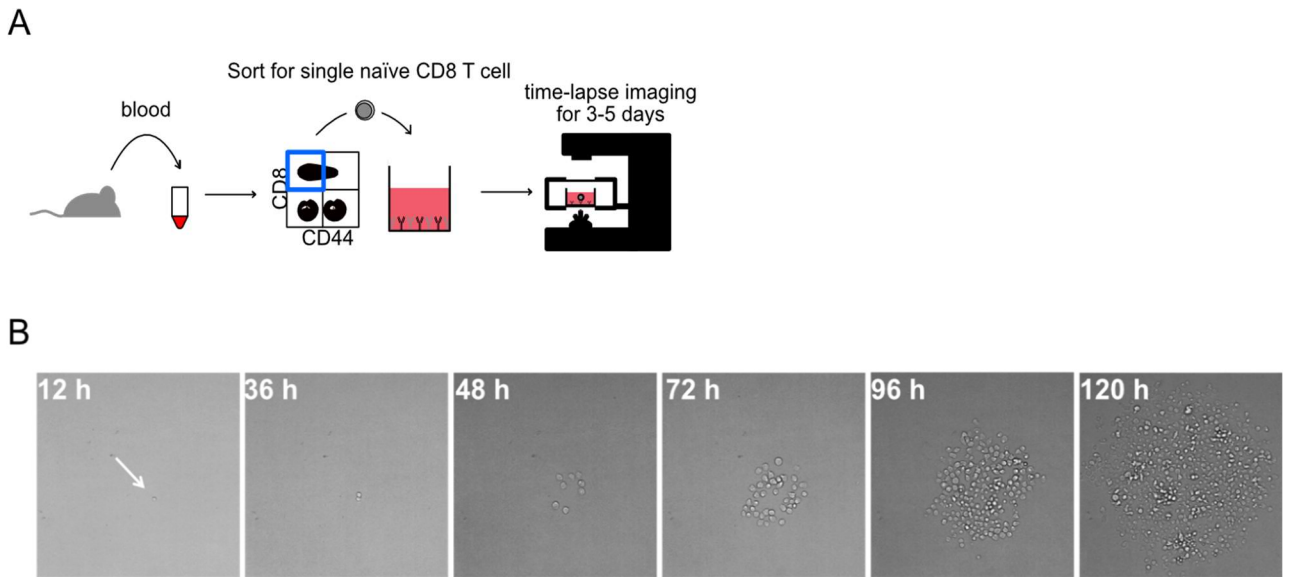 A
Sort for single naïve CD8 T cell
blood
time-lapse imaging
for 3-5 days
CD8
CD44
B
12 h
36 h
48 h
72 h
96 h
120 h